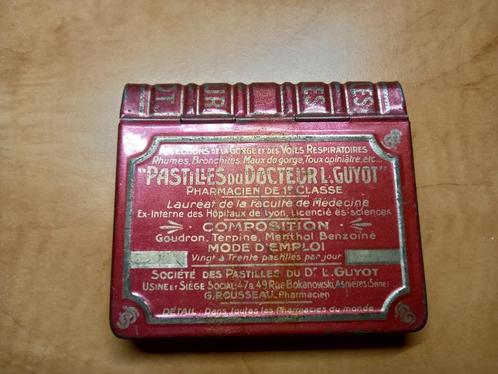 AFFECTIONS DE LA GORGE ET DES VOIES RESPIRATOIRES
Rhumes, Bronchites, Maux de gorge, Toux opiniâtre, etc.
"PASTILLES DU DOCTEUR L. GUYOT"
PHARMACIEN DE 1e CLASSE
Lauréat de la Faculté de Médecine
Ex-Interne des Hôpitaux de Lyon, Licencié ès-sciences
COMPOSITION
Goudron, Terpine, Menthol Benzoïné
MODE D'EMPLOI
Vingt à Trente pastilles par jour
SOCIÉTÉ DES PASTILLES DU Dr L. GUYOT
USINE ET SIÈGE SOCIAL: 47 à 49 Rue Bokanowski, Asnières (Seine)
G. ROUSSEAU, Pharmacien
DÉTAIL: Dans Toutes les Pharmacies du monde